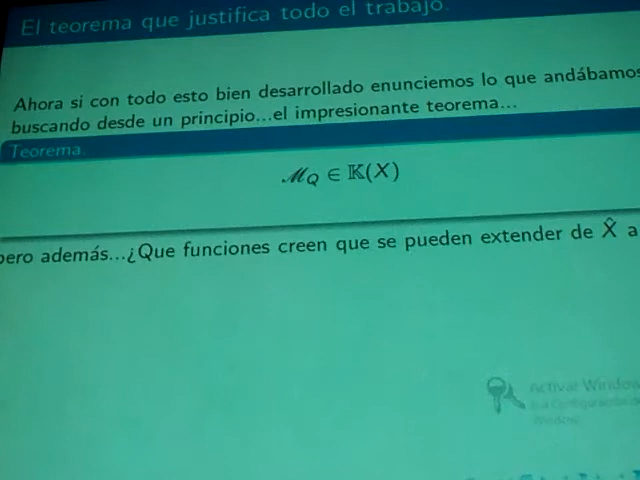 El teorema que justifica todo el trabajo.
Ahora si con todo esto bien desarrollado enunciemos lo que andábamos
buscando desde un principio...el impresionante teorema...
Teorema.
ℳ_Q ∈ 𝕂(X)
pero además...¿Que funciones creen que se pueden extender de X̂ a
Activar Windows